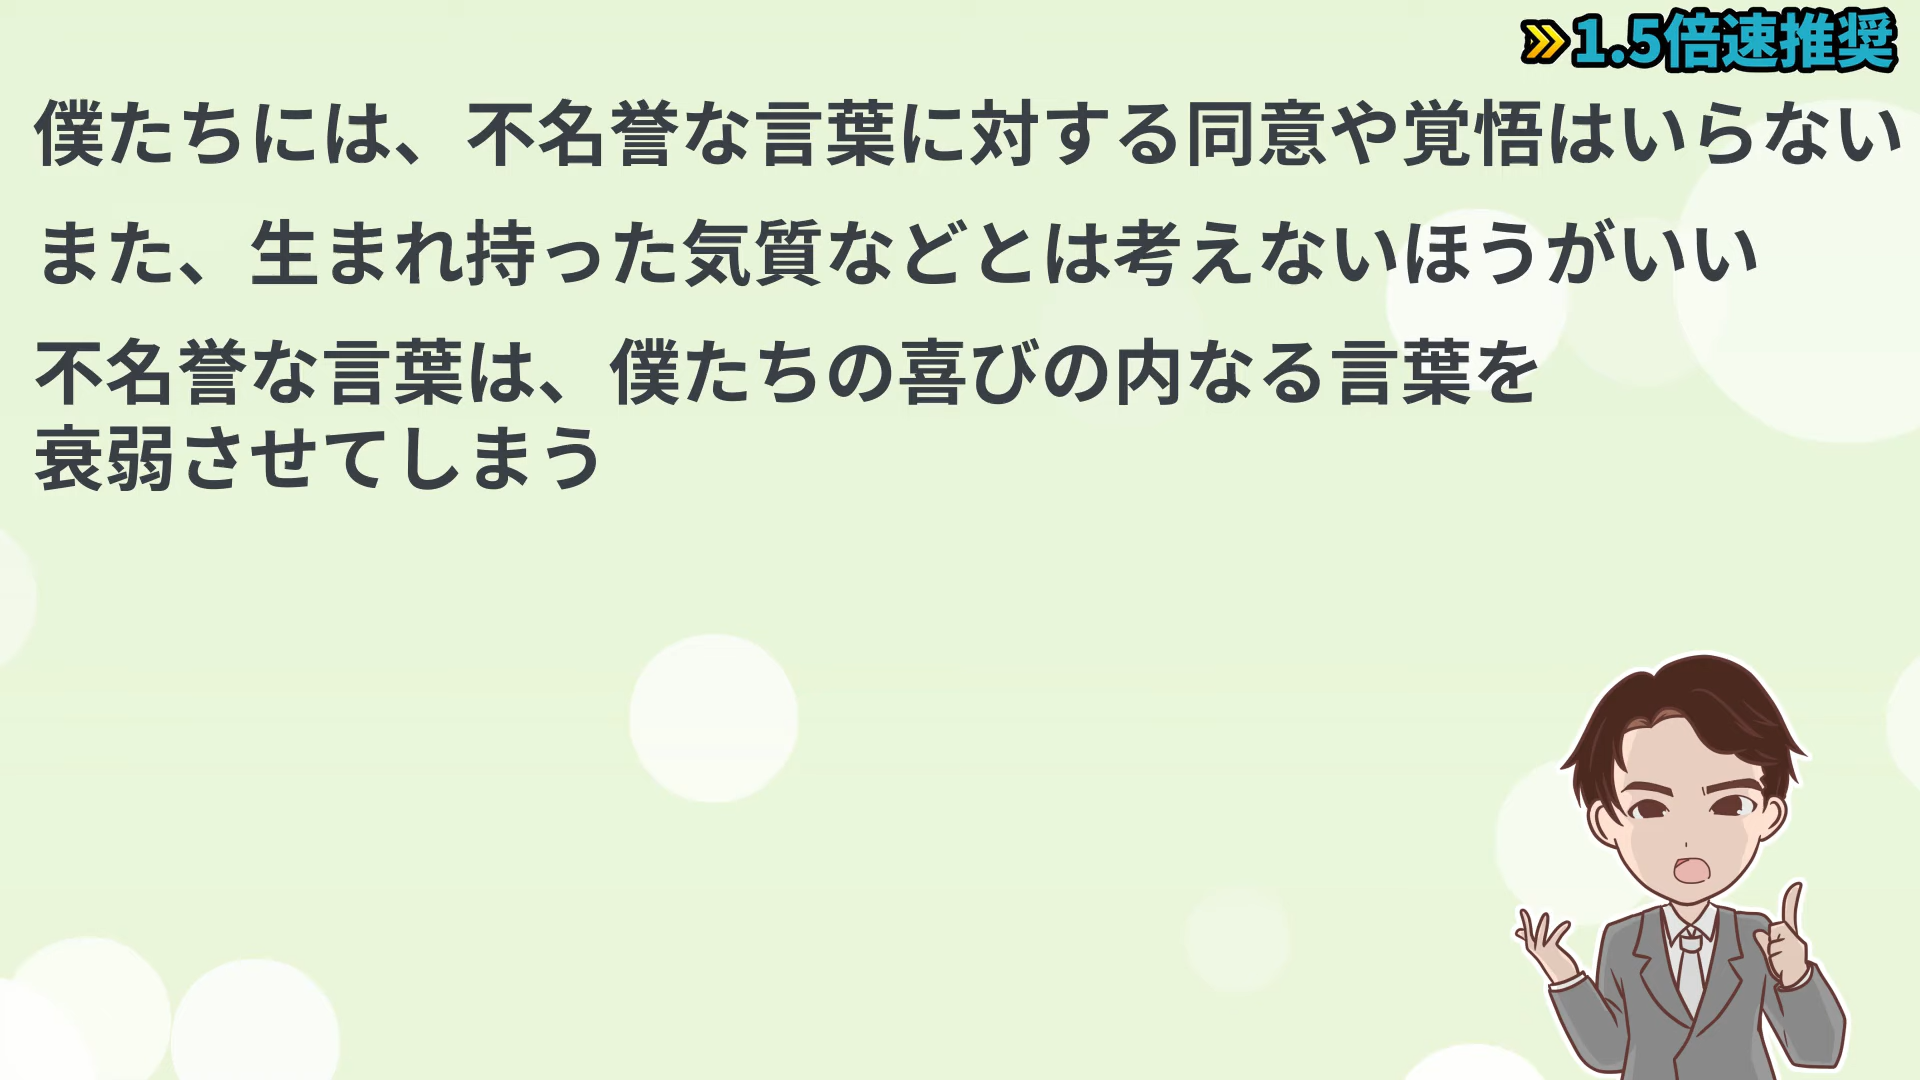 1.5倍速推奨
僕たちには、不名誉な言葉に対する同意や覚悟はいらない
また、生まれ持った気質などとは考えないほうがいい
不名誉な言葉は、僕たちの喜びの内なる言葉を
衰弱させてしまう